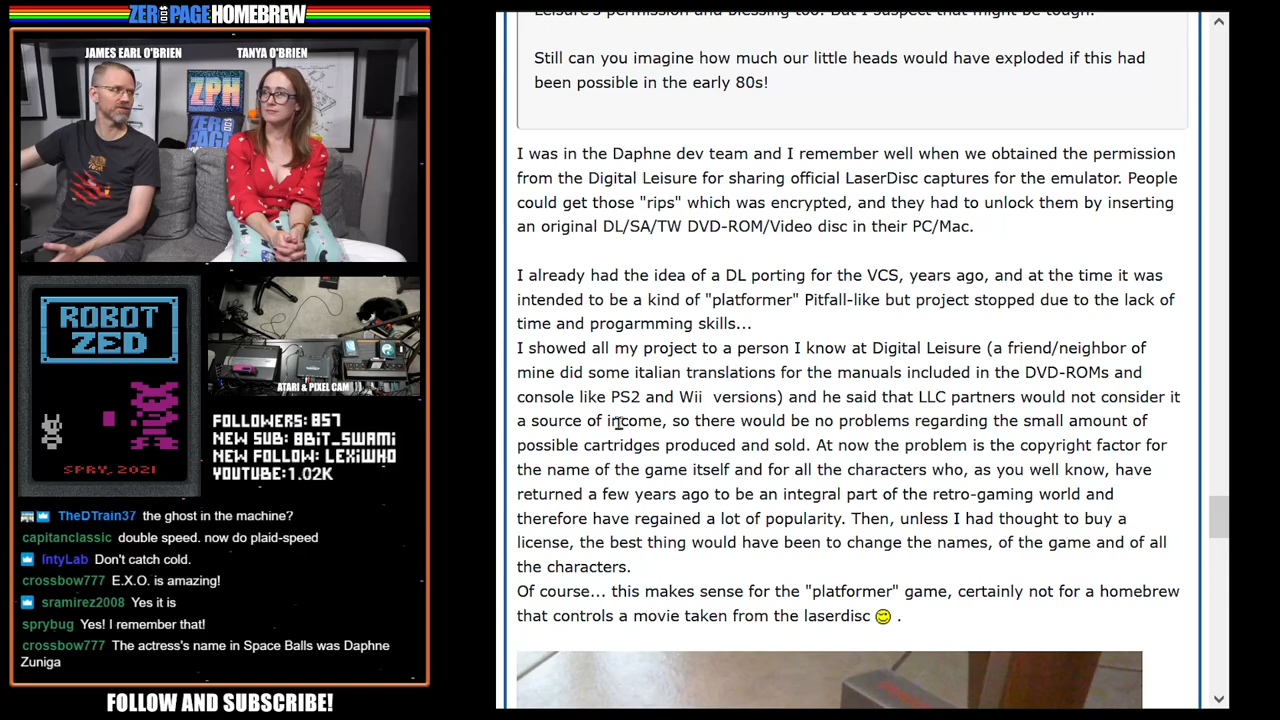 ZEROPAGE HOMEBREW
JAMES EARL O'BRIEN
TANYA O'BRIEN
ZPH
ZERO
PAGE
ROBOT
ZED
SPRY, 2021
ATARI & PIXEL CAM
FOLLOWERS: 857
NEW SUB: 8BIT_SWAMI
NEW FOLLOW: LEXIWHO
YOUTUBE:1.02K
TheDTrain37 the ghost in the machine?
capitanclassic double speed. now do plaid-speed
IntyLab Don't catch cold.
crossbow777 E.X.O. is amazing!
sramirez2008 Yes it is
sprybug Yes! I remember that!
crossbow777 The actress's name in Space Balls was Daphne
Zuniga
FOLLOW AND SUBSCRIBE!
Leisure's permission and blessing too. But I suspect that might be tough.
Still can you imagine how much our little heads would have exploded if this had
been possible in the early 80s!
I was in the Daphne dev team and I remember well when we obtained the permission
from the Digital Leisure for sharing official LaserDisc captures for the emulator. People
could get those "rips" which was encrypted, and they had to unlock them by inserting
an original DL/SA/TW DVD-ROM/Video disc in their PC/Mac.
I already had the idea of a DL porting for the VCS, years ago, and at the time it was
intended to be a kind of "platformer" Pitfall-like but project stopped due to the lack of
time and progarmming skills...
I showed all my project to a person I know at Digital Leisure (a friend/neighbor of
mine did some italian translations for the manuals included in the DVD-ROMs and
console like PS2 and Wii versions) and he said that LLC partners would not consider it
a source of income, so there would be no problems regarding the small amount of
possible cartridges produced and sold. At now the problem is the copyright factor for
the name of the game itself and for all the characters who, as you well know, have
returned a few years ago to be an integral part of the retro-gaming world and
therefore have regained a lot of popularity. Then, unless I had thought to buy a
license, the best thing would have been to change the names, of the game and of all
the characters.
Of course... this makes sense for the "platformer" game, certainly not for a homebrew
that controls a movie taken from the laserdisc .